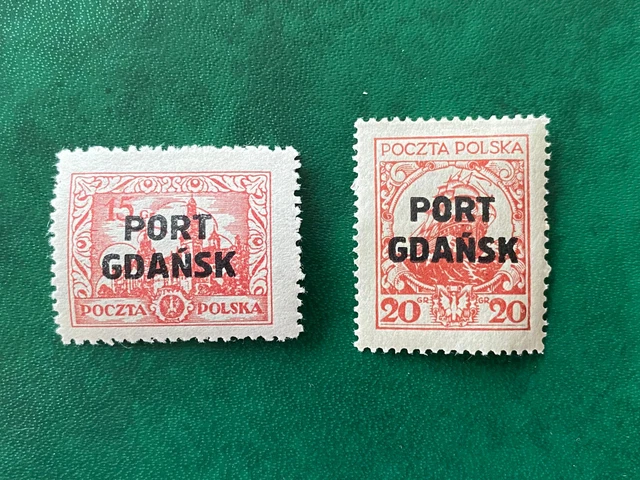 15 GR
PORT
GDAŃSK
POCZTA POLSKA
POCZTA POLSKA
PORT
GDAŃSK
20 GR GR 20